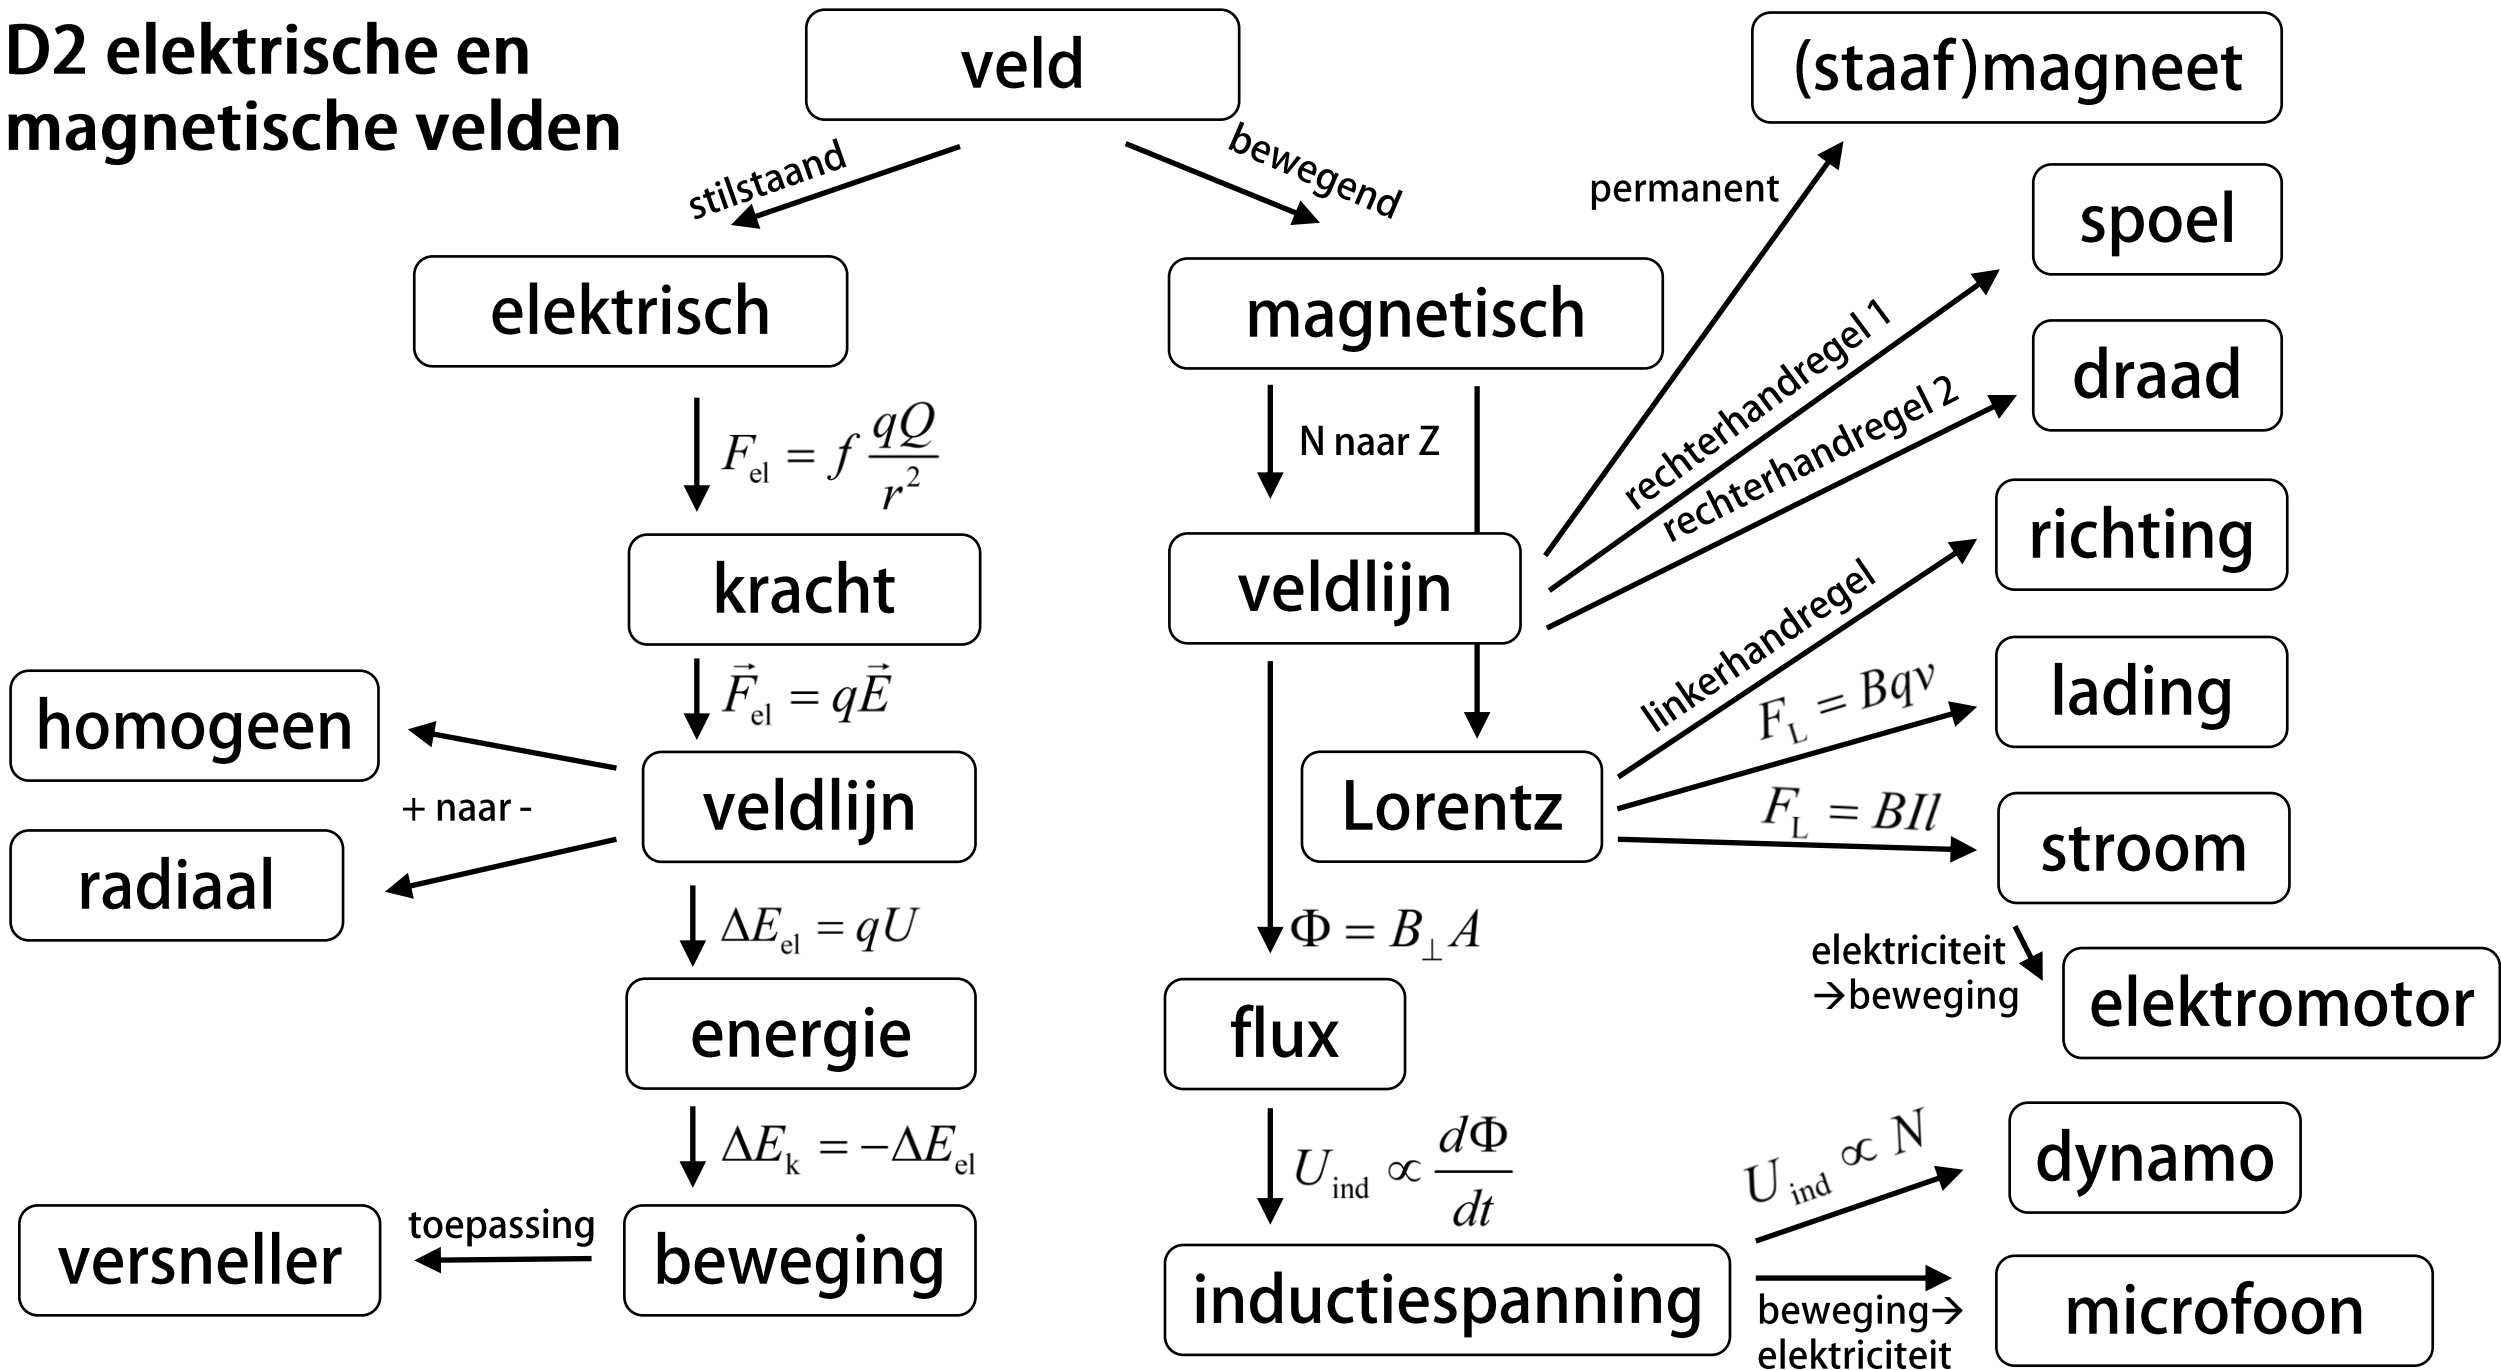 D2 elektrische en
magnetische velden
veld
(staaf)magneet
stilstaand
bewegend
permanent
spoel
elektrisch
magnetisch
rechterhandregel 1
draad
rechterhandregel 2
F_el = f qQ / r²
N naar Z
richting
kracht
veldlijn
linkerhandregel
F⃗_el = qE⃗
lading
homogeen
F_L = Bqv
+ naar -
veldlijn
Lorentz
F_L = BIl
stroom
radiaal
ΔE_el = qU
Φ = B_⊥ A
elektriciteit
→beweging
elektromotor
energie
flux
ΔE_k = −ΔE_el
U_ind ∝ dΦ / dt
U_ind ∝ N
dynamo
versneller
toepassing
beweging
inductiespanning
beweging→
elektriciteit
microfoon